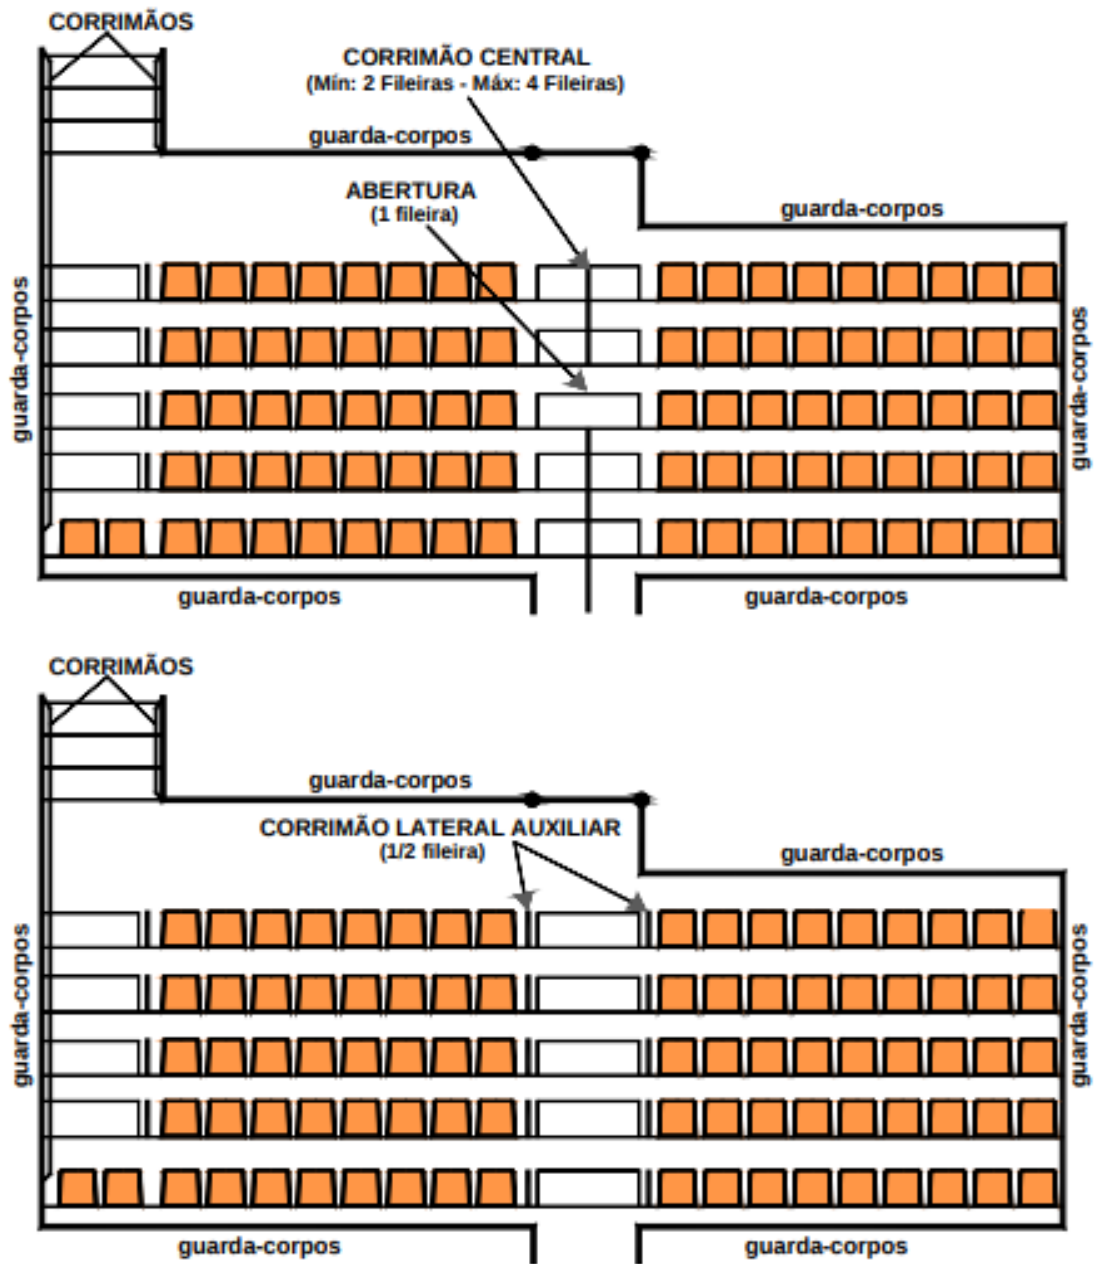 CORRIMÃOS
CORRIMÃO CENTRAL
(Mín: 2 Fileiras - Máx: 4 Fileiras)
guarda-corpos
ABERTURA
(1 fileira)
guarda-corpos
guarda-corpos
guarda-corpos
guarda-corpos
guarda-corpos
CORRIMÃOS
guarda-corpos
CORRIMÃO LATERAL AUXILIAR
(1/2 fileira)
guarda-corpos
guarda-corpos
guarda-corpos
guarda-corpos
guarda-corpos